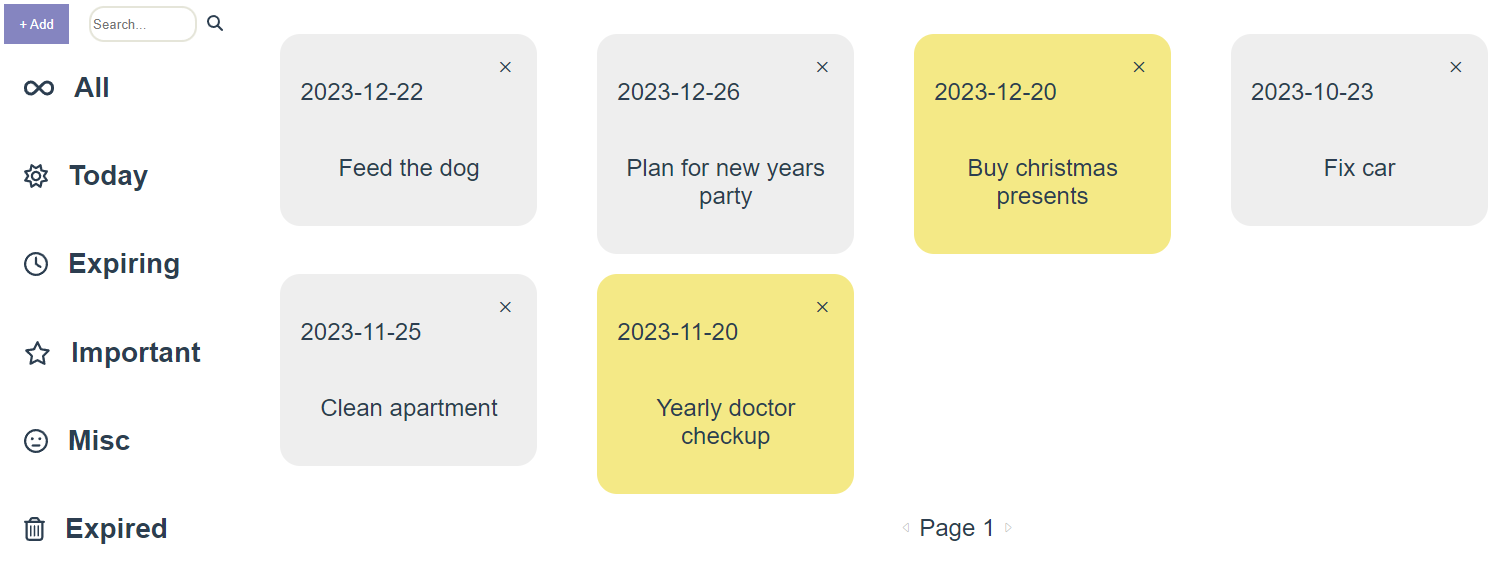 + Add
Search...
All
Today
Expiring
Important
Misc
Expired
2023-12-22
Feed the dog
2023-12-26
Plan for new years
party
2023-12-20
Buy christmas
presents
2023-10-23
Fix car
2023-11-25
Clean apartment
2023-11-20
Yearly doctor
checkup
Page 1